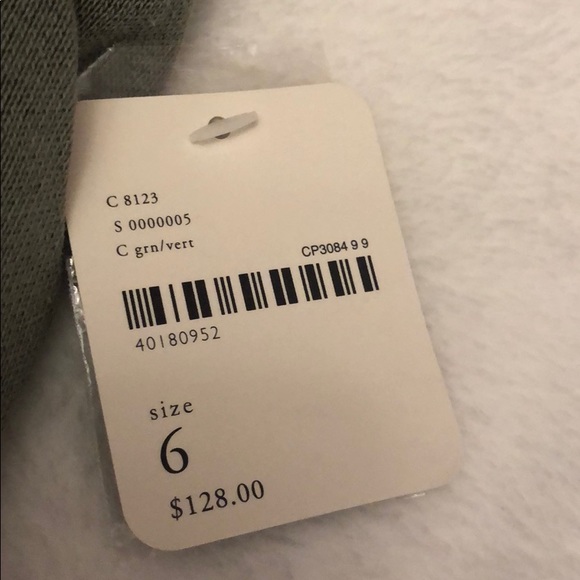 C 8123
S 0000005
C grn/vert
CP3084 9 9
40180952
size
6
$128.00